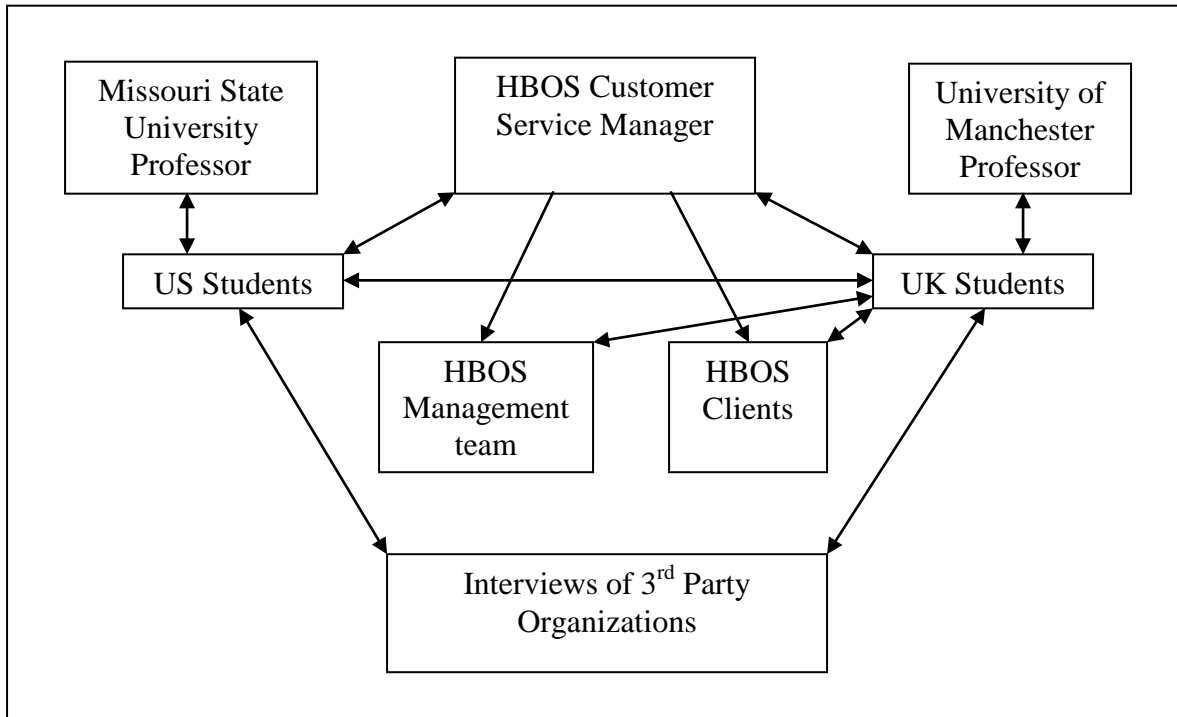 Missouri State
University
Professor
HBOS Customer
Service Manager
University of
Manchester
Professor
US Students
UK Students
HBOS
Management
team
HBOS
Clients
Interviews of 3rd Party
Organizations